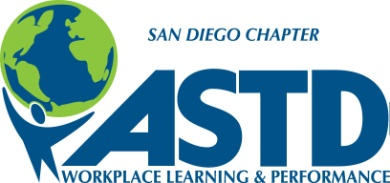 SAN DIEGO CHAPTER
ASTD
WORKPLACE LEARNING & PERFORMANCE